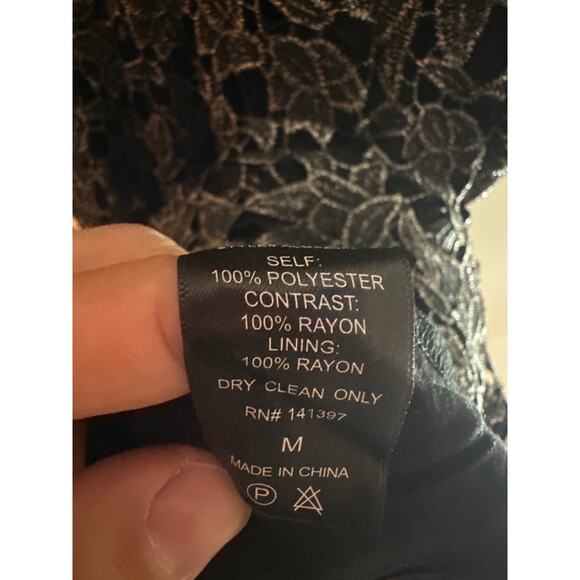 SELF:
100% POLYESTER
CONTRAST:
100% RAYON
LINING:
100% RAYON
DRY CLEAN ONLY
RN# 141397
M
MADE IN CHINA
P